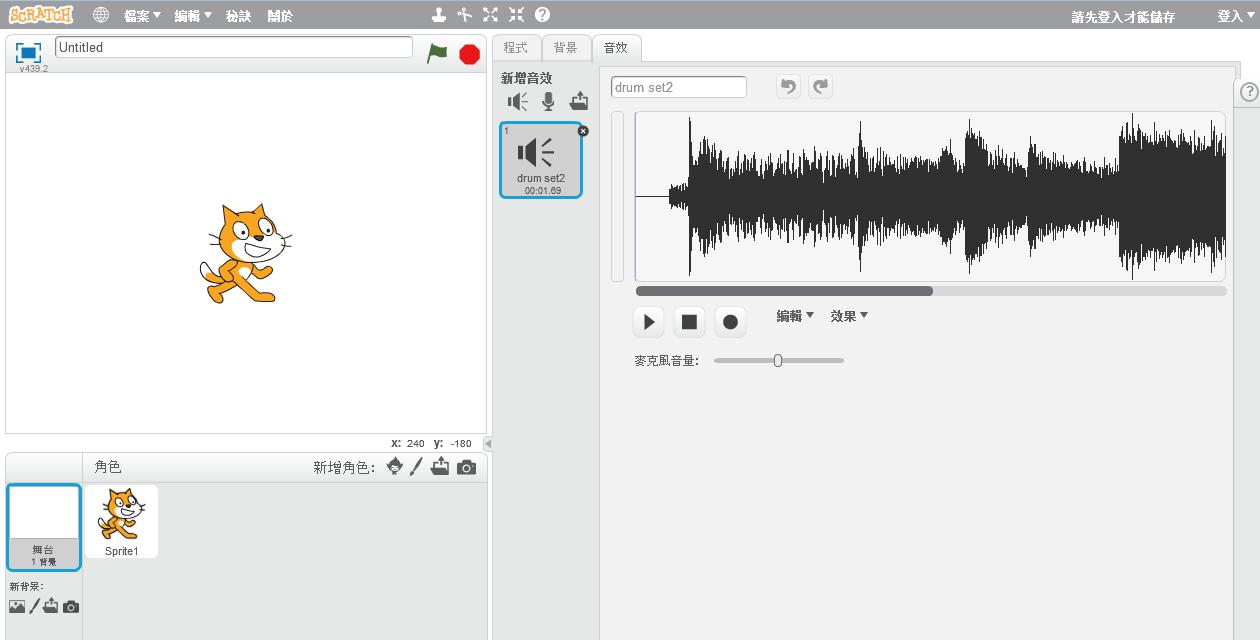 SCRATCH 檔案 編輯 秘訣 關於 請先登入才能儲存 登入
v439.2
Untitled
程式 背景 音效
新增音效
1
drum set2
00:01.69
drum set2
編輯 效果
麥克風音量:
x: 240 y: -180
角色 新增角色:
舞台
1 背景
新背景:
Sprite1